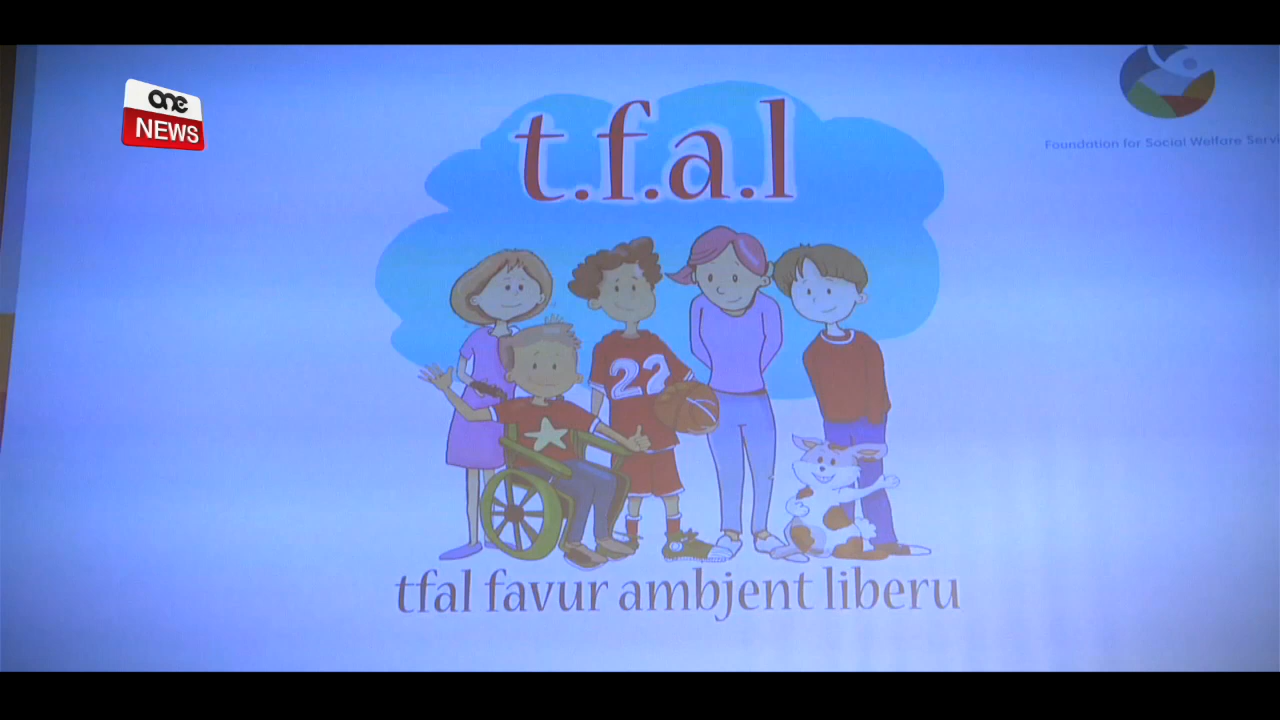 one
NEWS
t.f.a.l
Foundation for Social Welfare Servi
22
tfal favur ambjent liberu